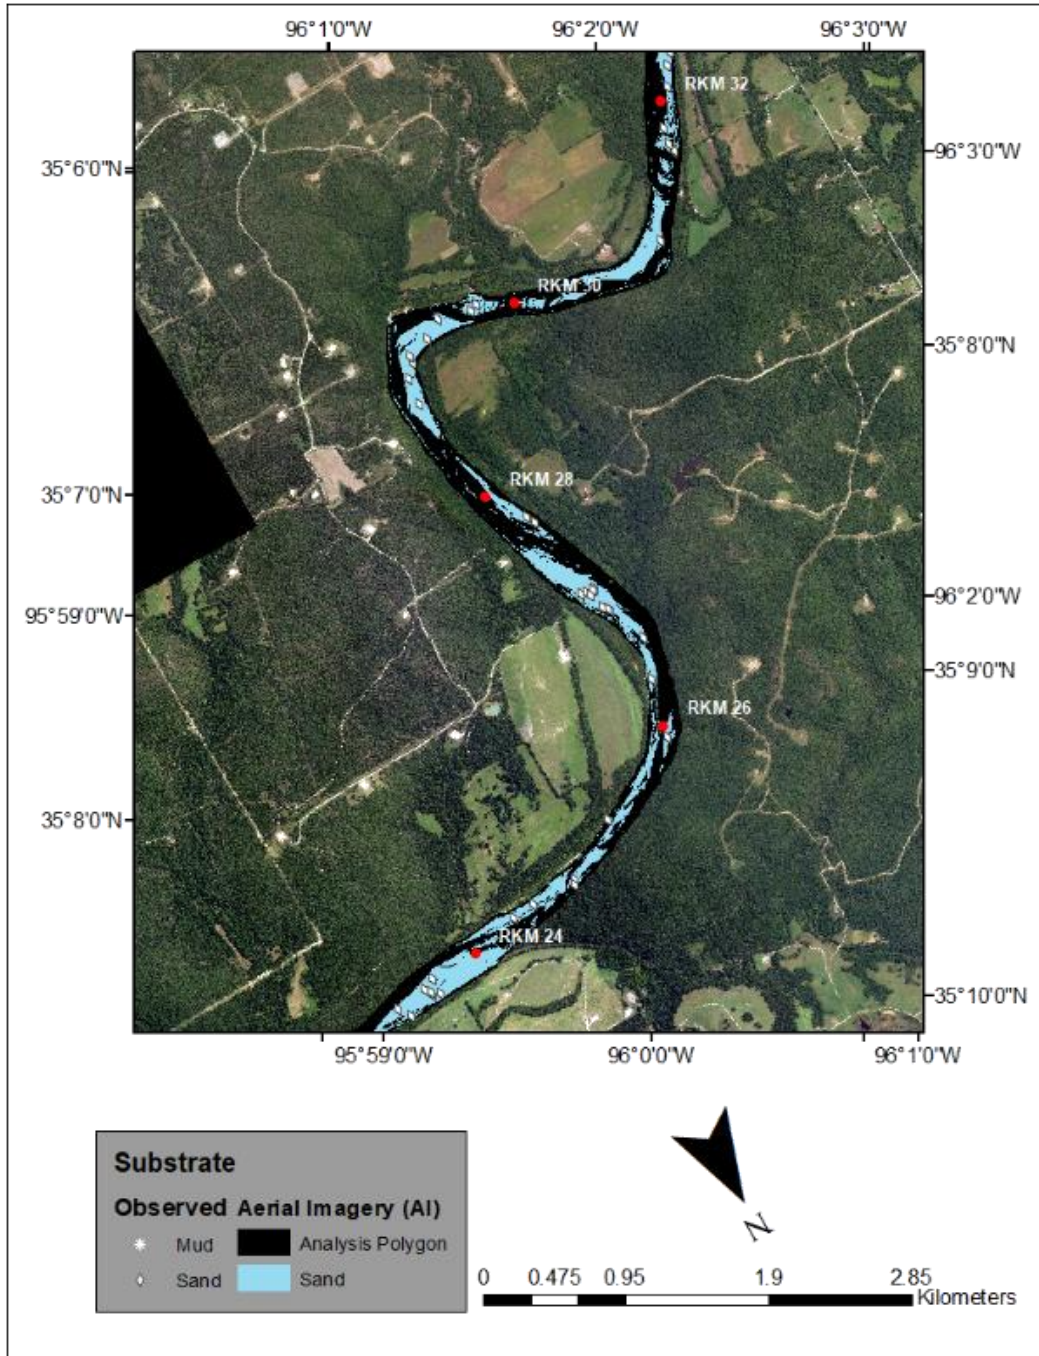 96°1'0"W 96°2'0"W 96°3'0"W
RKM 32
96°3'0"W
35°6'0"N
RKM 30
35°8'0"N
RKM 28
35°7'0"N
96°2'0"W
95°59'0"W
35°9'0"N
RKM 26
35°8'0"N
RKM 24
35°10'0"N
95°59'0"W 96°0'0"W 96°1'0"W
N
Substrate
Observed Aerial Imagery (AI)
Mud Analysis Polygon
Sand Sand
0 0.475 0.95 1.9 2.85
Kilometers